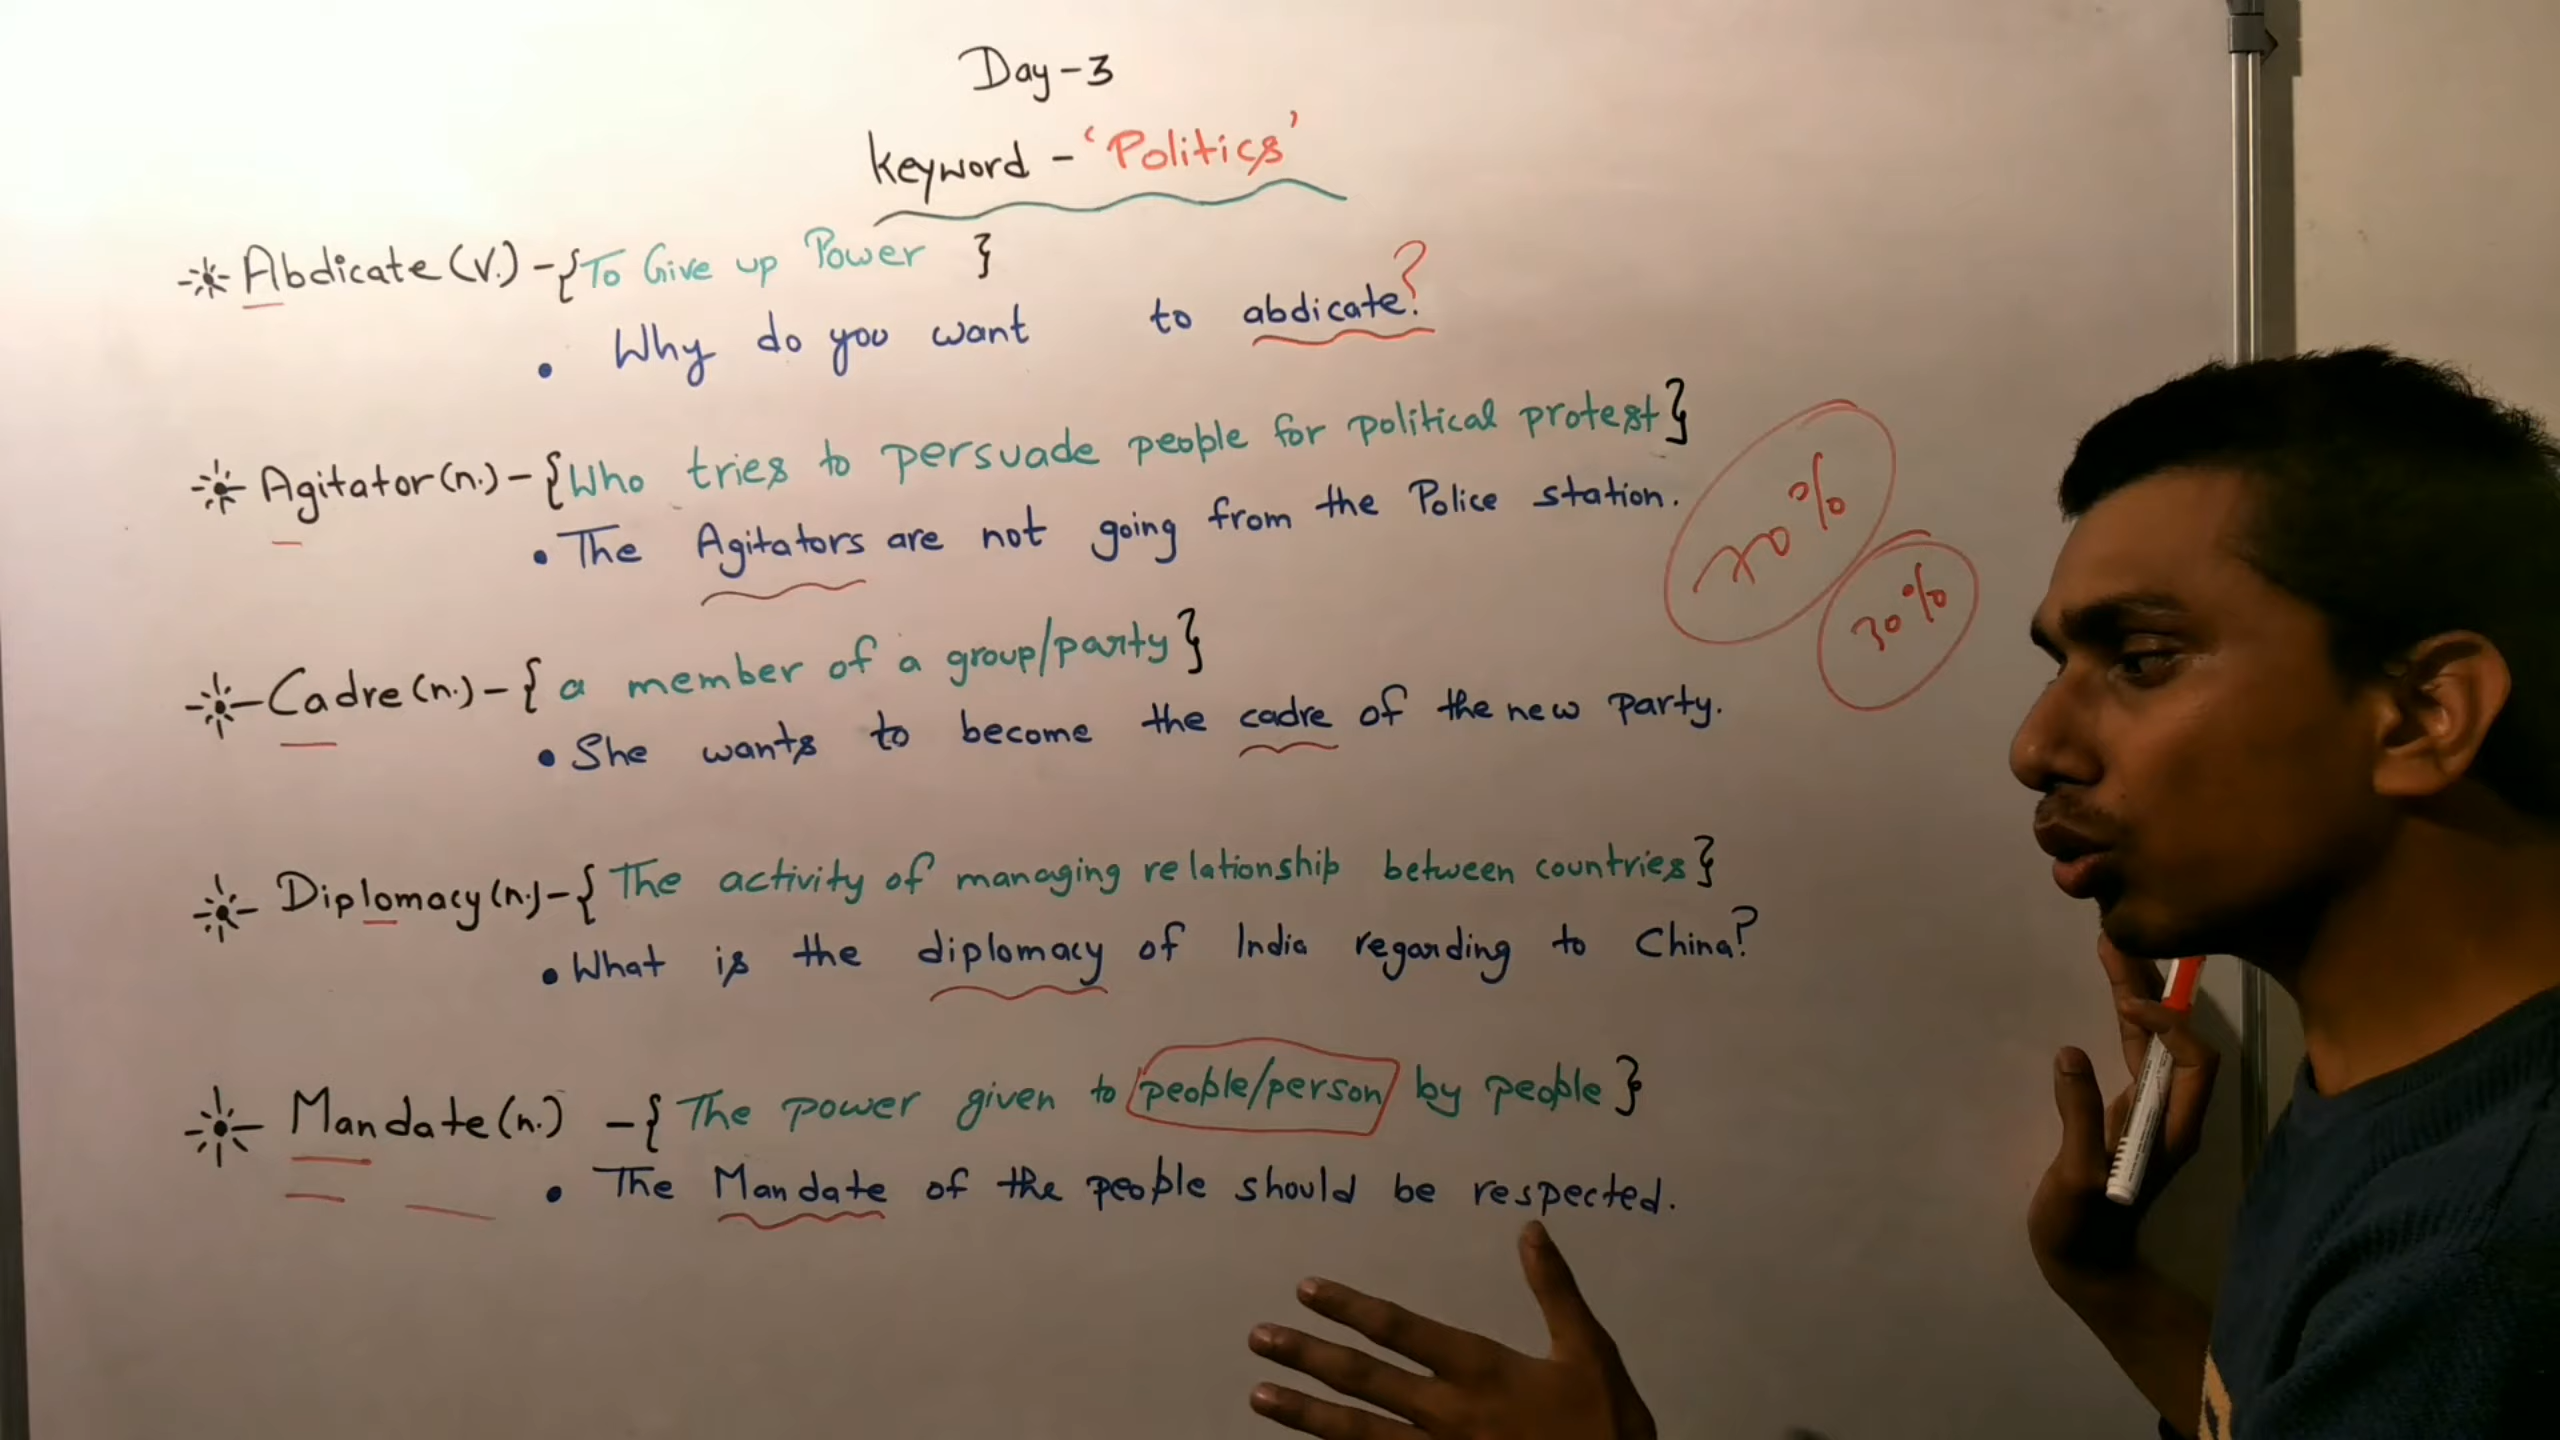 Day-3
Keyword - 'Politics'
Abdicate (V.) - {To Give up Power }
• Why do you want to abdicate?
Agitator (n.) - {Who tries to persuade people for political protest}
• The Agitators are not going from the Police station.
70%
30%
Cadre (n.) - { a member of a group/party}
• She wants to become the cadre of the new party.
Diplomacy (n.) - { The activity of managing relationship between countries}
• What is the diplomacy of India regarding to China?
Mandate (n.) - { The power given to people/person by people }
• The Mandate of the people should be respected.